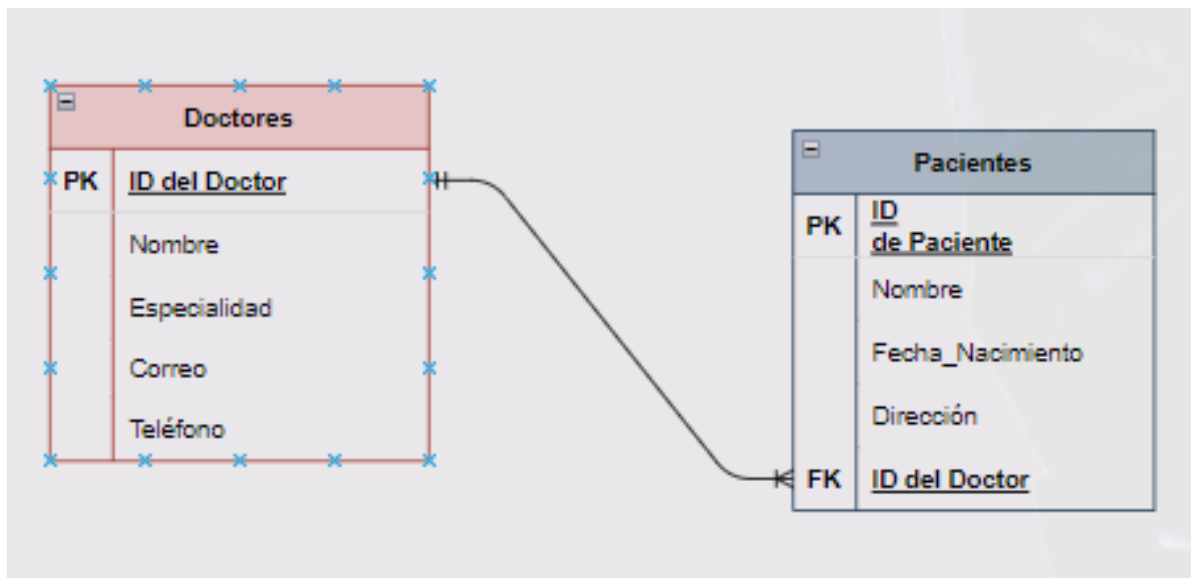 Doctores
PK ID del Doctor
Nombre
Especialidad
Correo
Teléfono
Pacientes
PK ID
de Paciente
Nombre
Fecha_Nacimiento
Dirección
FK ID del Doctor